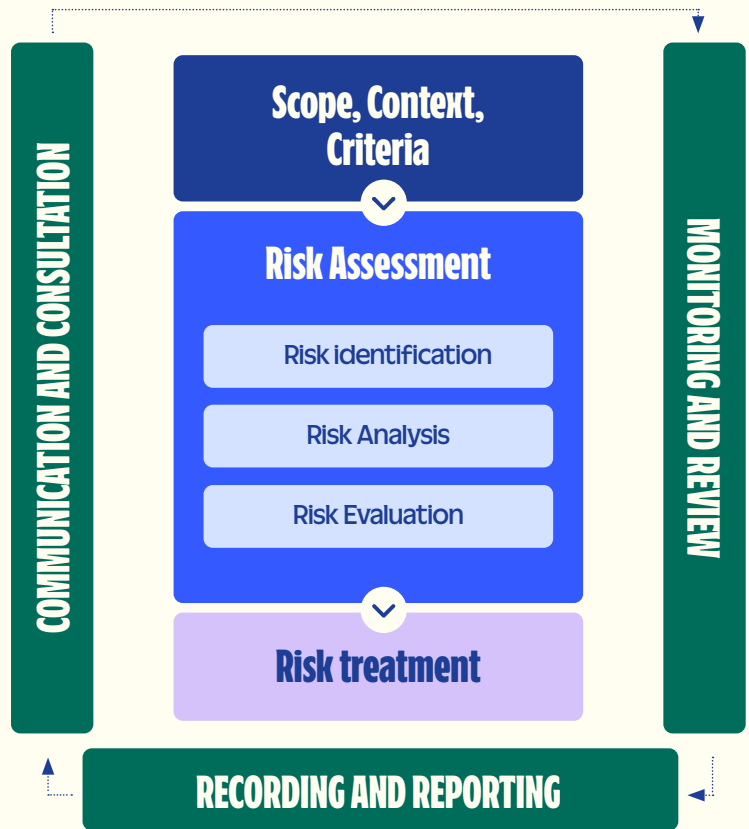 Scope, Context,
Criteria
COMMUNICATION AND CONSULTATION
MONITORING AND REVIEW
Risk Assessment
Risk identification
Risk Analysis
Risk Evaluation
Risk treatment
RECORDING AND REPORTING